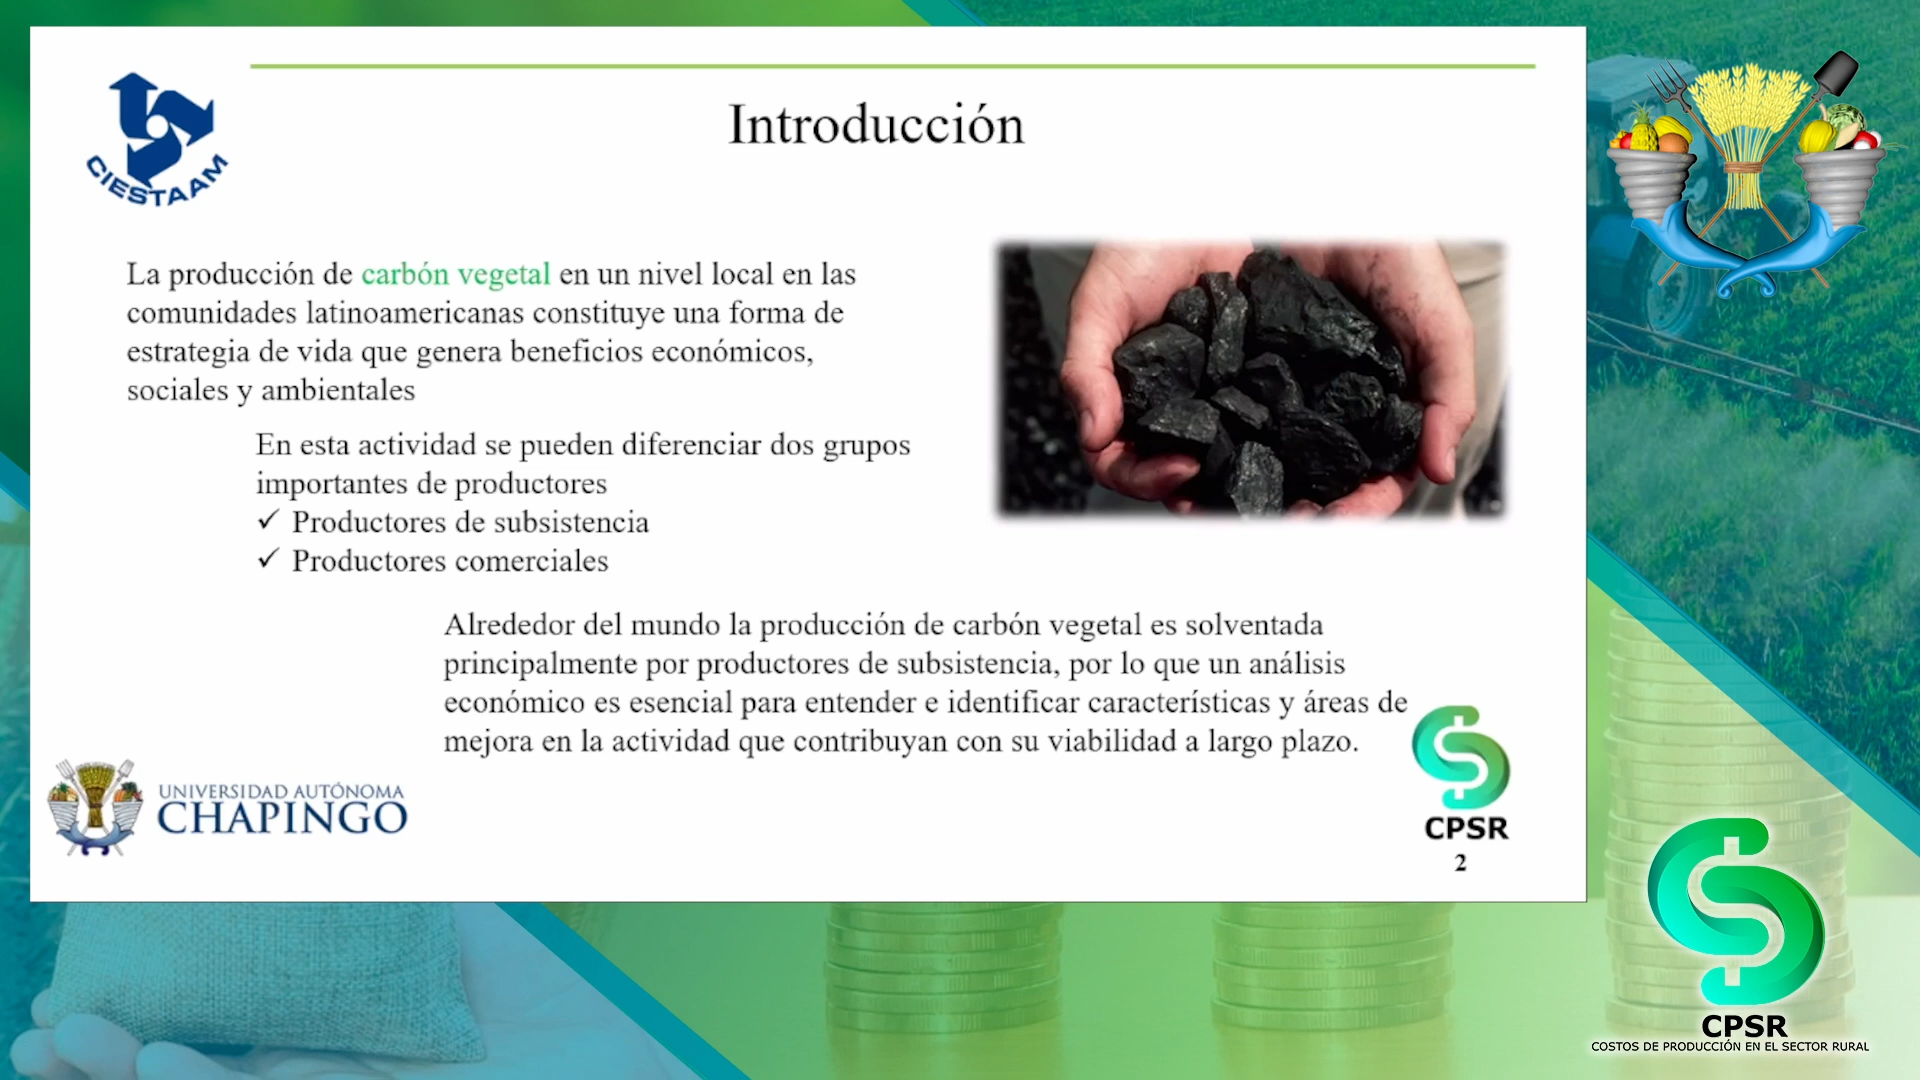 CIESTAAM
Introducción
La producción de carbón vegetal en un nivel local en las
comunidades latinoamericanas constituye una forma de
estrategia de vida que genera beneficios económicos,
sociales y ambientales
En esta actividad se pueden diferenciar dos grupos
importantes de productores
✓ Productores de subsistencia
✓ Productores comerciales
Alrededor del mundo la producción de carbón vegetal es solventada
principalmente por productores de subsistencia, por lo que un análisis
económico es esencial para entender e identificar características y áreas de
mejora en la actividad que contribuyan con su viabilidad a largo plazo.
UNIVERSIDAD AUTÓNOMA
CHAPINGO
CPSR
2
CPSR
COSTOS DE PRODUCCIÓN EN EL SECTOR RURAL